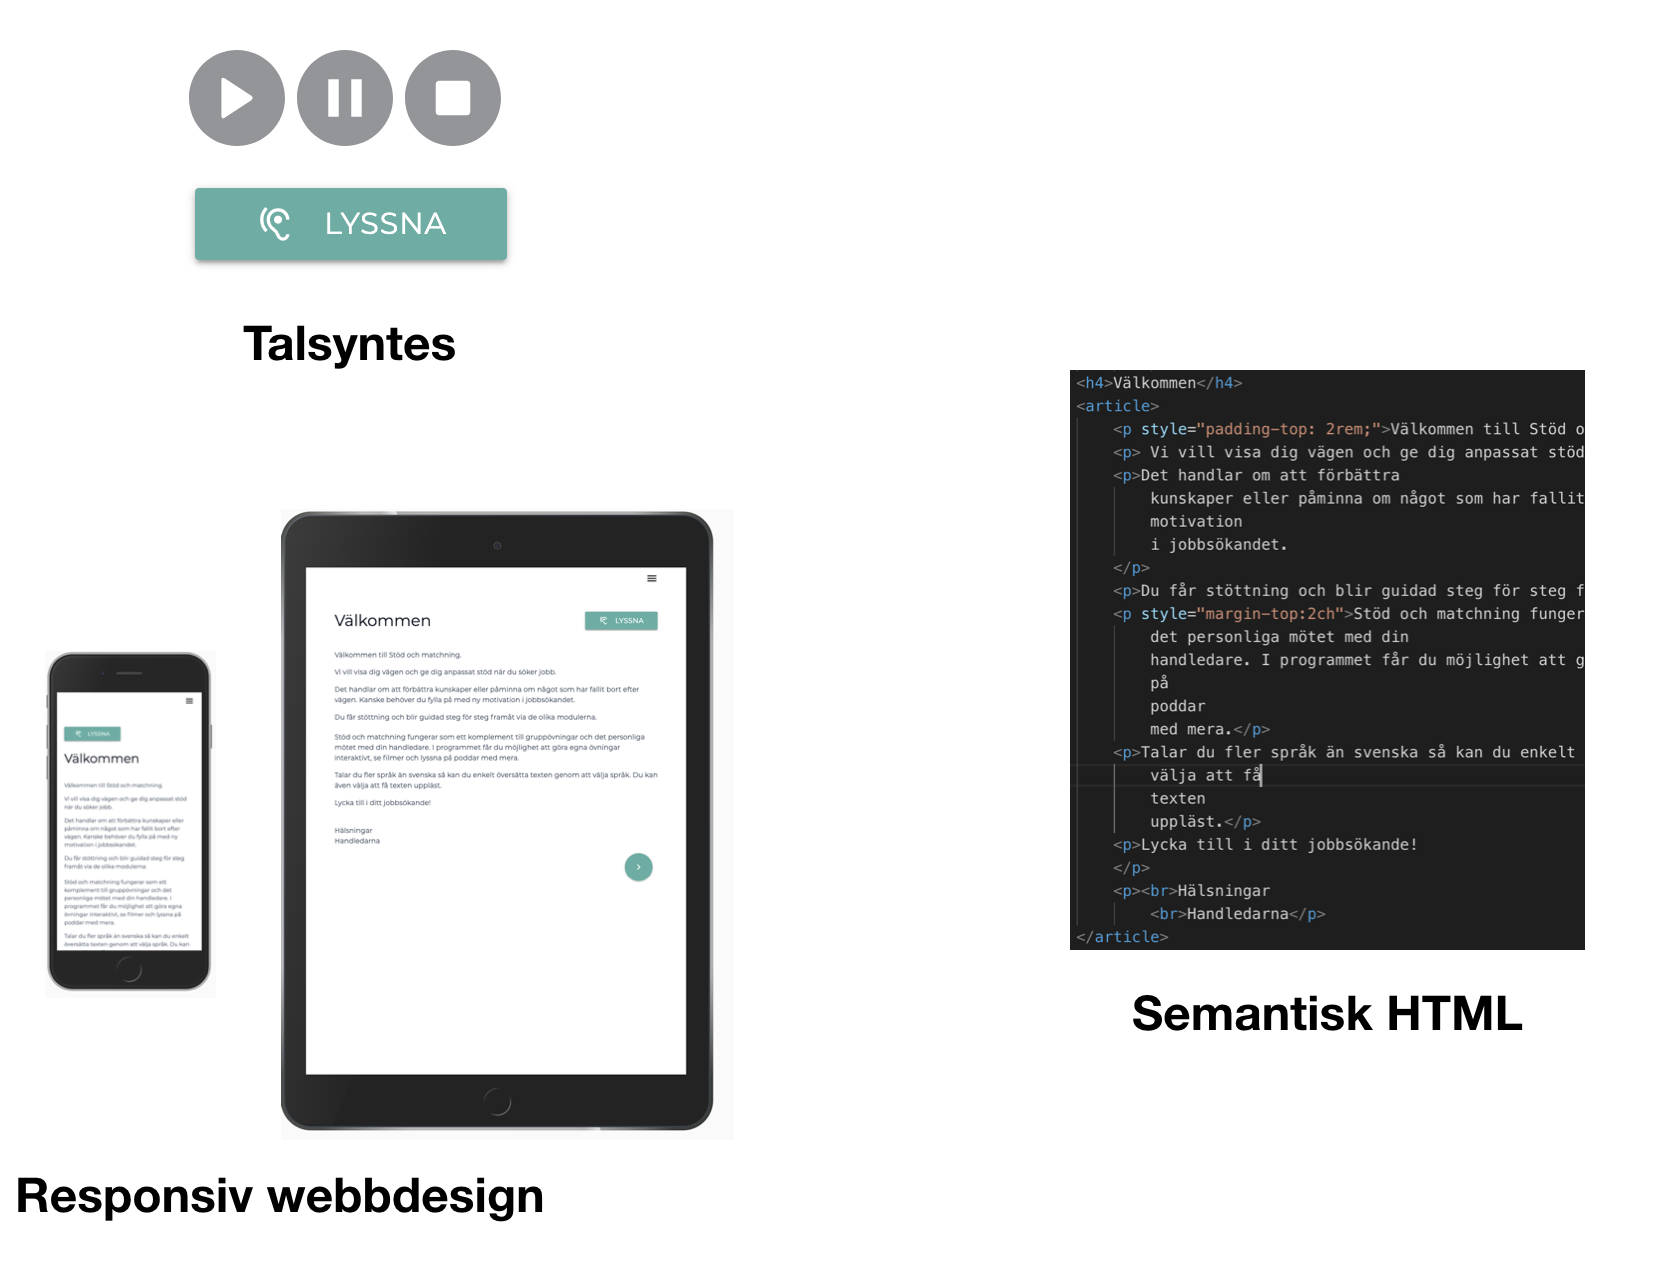 LYSSNA
Talsyntes
LYSSNA
Välkommen
Välkommen till Stöd och matchning.
Vi vill visa dig vägen och ge dig anpassat stöd
när du söker jobb.
Det handlar om att förbättra kunskaper eller
påminna om något som har fallit bort efter
vägen. Kanske behöver du fylla på med ny
motivation i jobbsökandet.
Du får stöttning och blir guidad steg för steg
framåt via de olika modulerna.
Stöd och matchning fungerar som ett
komplement till gruppövningar och det
personliga mötet med din handledare. I
programmet får du möjlighet att göra egna
övningar interaktivt, se filmer och lyssna på
poddar med mera.
Talar du fler språk än svenska så kan du enkelt
översätta texten genom att välja språk. Du kan
Välkommen
LYSSNA
Välkommen till Stöd och matchning.
Vi vill visa dig vägen och ge dig anpassat stöd när du söker jobb.
Det handlar om att förbättra kunskaper eller påminna om något som har fallit bort efter
vägen. Kanske behöver du fylla på med ny motivation i jobbsökandet.
Du får stöttning och blir guidad steg för steg framåt via de olika modulerna.
Stöd och matchning fungerar som ett komplement till gruppövningar och det personliga
mötet med din handledare. I programmet får du möjlighet att göra egna övningar
interaktivt, se filmer och lyssna på poddar med mera.
Talar du fler språk än svenska så kan du enkelt översätta texten genom att välja språk. Du kan
även välja att få texten uppläst.
Lycka till i ditt jobbsökande!
Hälsningar
Handledarna
Responsiv webbdesign
<h4>Välkommen</h4>
<article>
<p style="padding-top: 2rem;">Välkommen till Stöd o
<p> Vi vill visa dig vägen och ge dig anpassat stöd
<p>Det handlar om att förbättra
kunskaper eller påminna om något som har fallit
motivation
i jobbsökandet.
</p>
<p>Du får stöttning och blir guidad steg för steg f
<p style="margin-top:2ch">Stöd och matchning funger
det personliga mötet med din
handledare. I programmet får du möjlighet att g
på
poddar
med mera.</p>
<p>Talar du fler språk än svenska så kan du enkelt
välja att få
texten
uppläst.</p>
<p>Lycka till i ditt jobbsökande!
</p>
<p><br>Hälsningar
<br>Handledarna</p>
</article>
Semantisk HTML